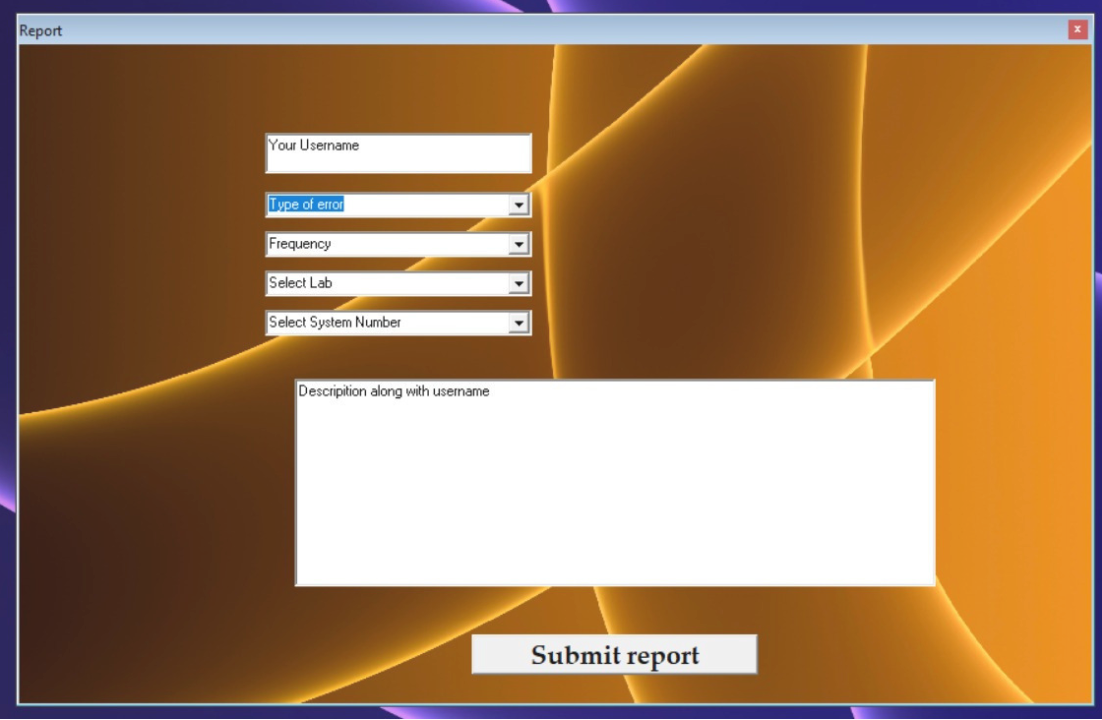 Report
x
Your Username
Type of error
Frequency
Select Lab
Select System Number
Descripition along with username
Submit report